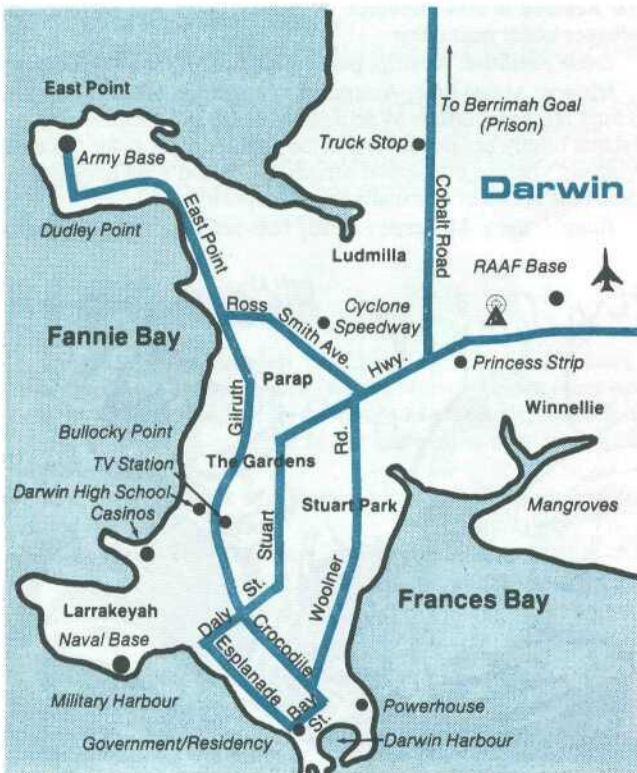 East Point
To Berrimah Goal
(Prison)
Army Base
Truck Stop
Darwin
East Point
Cobalt Road
Dudley Point
Ludmilla
RAAF Base
Ross
Smith Ave.
Cyclone
Speedway
Fannie Bay
Hwy.
Princess Strip
Parap
Winnellie
Gilruth
Rd.
Bullocky Point
TV Station
The Gardens
Darwin High School
Stuart Park
Casinos
Stuart
Mangroves
Woolner
St.
Larrakeyah
Daly
Crocodile
Frances Bay
Naval Base
Esplanade
Military Harbour
Bay
St.
Powerhouse
Government/Residency
Darwin Harbour